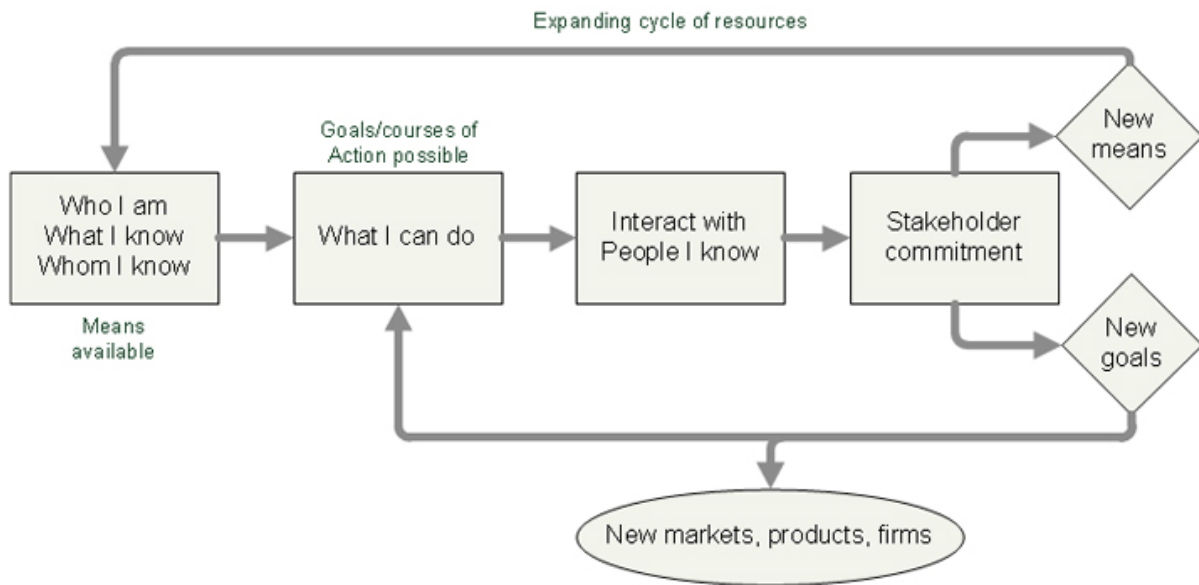 Expanding cycle of resources
Goals/courses of
Action possible
Who I am
What I know
Whom I know
Means
available
What I can do
Interact with
People I know
Stakeholder
commitment
New
means
New
goals
New markets, products, firms